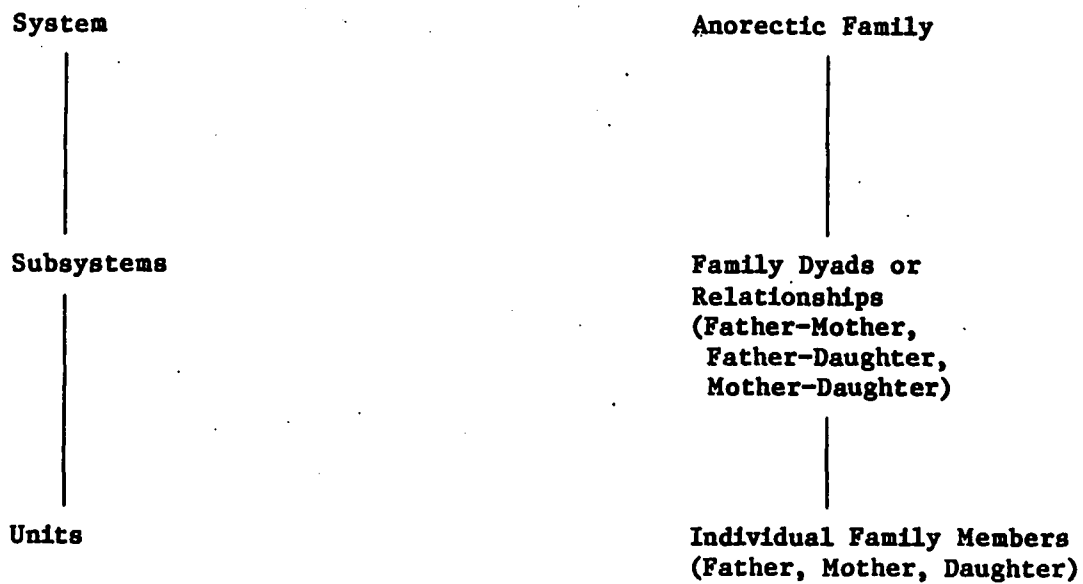 System
Anorectic Family
Subsystems
Family Dyads or
Relationships
(Father-Mother,
Father-Daughter,
Mother-Daughter)
Units
Individual Family Members
(Father, Mother, Daughter)